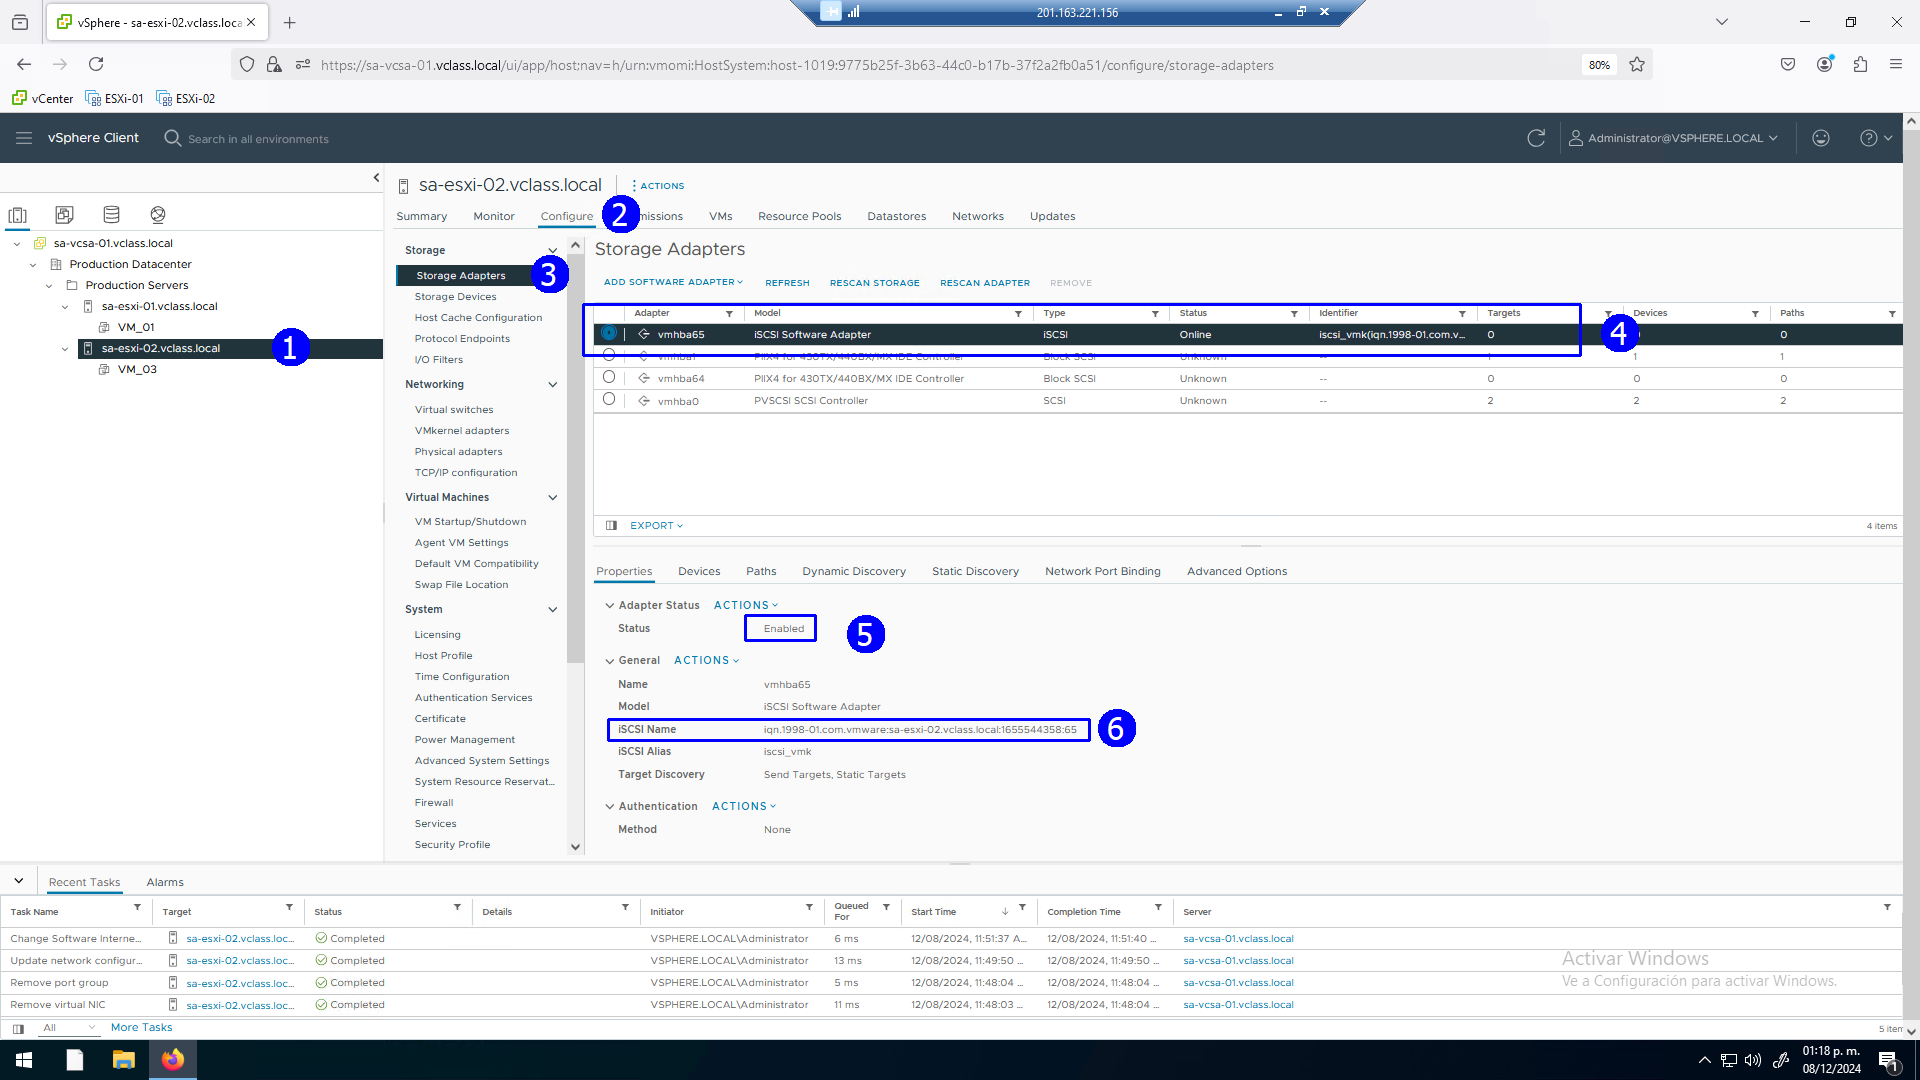 vSphere - sa-esxi-02.vclass.loca
201.163.221.156
https://sa-vcsa-01.vclass.local/ui/app/host;nav=h/urn:vmomi:HostSystem:host-1019:9775b25f-3b63-44c0-b17b-37f2a2fb0a51/configure/storage-adapters
80%
vCenter ESXi-01 ESXi-02
vSphere Client
Search in all environments
Administrator@VSPHERE.LOCAL
sa-vcsa-01.vclass.local
Production Datacenter
Production Servers
sa-esxi-01.vclass.local
VM_01
sa-esxi-02.vclass.local 1
VM_03
sa-esxi-02.vclass.local
ACTIONS
Summary Monitor Configure 2 missions VMs Resource Pools Datastores Networks Updates
Storage
Storage Adapters 3
Storage Devices
Host Cache Configuration
Protocol Endpoints
I/O Filters
Networking
Virtual switches
VMkernel adapters
Physical adapters
TCP/IP configuration
Virtual Machines
VM Startup/Shutdown
Agent VM Settings
Default VM Compatibility
Swap File Location
System
Licensing
Host Profile
Time Configuration
Authentication Services
Certificate
Power Management
Advanced System Settings
System Resource Reservat...
Firewall
Services
Security Profile
Storage Adapters
ADD SOFTWARE ADAPTER REFRESH RESCAN STORAGE RESCAN ADAPTER REMOVE
Adapter Model Type Status Identifier Targets Devices Paths
vmhba65 iSCSI Software Adapter iSCSI Online iscsi_vmk(iqn.1998-01.com.v... 0 4 0
vmhba1 PIIX4 for 430TX/440BX/MX IDE Controller Block SCSI Unknown -- 1 1 1
vmhba64 PIIX4 for 430TX/440BX/MX IDE Controller Block SCSI Unknown -- 0 0 0
vmhba0 PVSCSI SCSI Controller SCSI Unknown -- 2 2 2
EXPORT
4 items
Properties Devices Paths Dynamic Discovery Static Discovery Network Port Binding Advanced Options
Adapter Status ACTIONS
Status Enabled 5
General ACTIONS
Name vmhba65
Model iSCSI Software Adapter
iSCSI Name iqn.1998-01.com.vmware:sa-esxi-02.vclass.local:1655544358:65 6
iSCSI Alias iscsi_vmk
Target Discovery Send Targets, Static Targets
Authentication ACTIONS
Method None
Recent Tasks Alarms
Task Name Target Status Details Initiator Queued For Start Time Completion Time Server
Change Software Interne... sa-esxi-02.vclass.loc... Completed VSPHERE.LOCAL\Administrator 6 ms 12/08/2024, 11:51:37 A... 12/08/2024, 11:51:40 ... sa-vcsa-01.vclass.local
Update network configur... sa-esxi-02.vclass.loc... Completed VSPHERE.LOCAL\Administrator 13 ms 12/08/2024, 11:49:50 ... 12/08/2024, 11:49:50 ... sa-vcsa-01.vclass.local
Remove port group sa-esxi-02.vclass.loc... Completed VSPHERE.LOCAL\Administrator 5 ms 12/08/2024, 11:48:04 ... 12/08/2024, 11:48:04 ... sa-vcsa-01.vclass.local
Remove virtual NIC sa-esxi-02.vclass.loc... Completed VSPHERE.LOCAL\Administrator 11 ms 12/08/2024, 11:48:03 ... 12/08/2024, 11:48:04 ... sa-vcsa-01.vclass.local
Activar Windows
Ve a Configuración para activar Windows.
All More Tasks
5 item
01:18 p. m.
08/12/2024
1